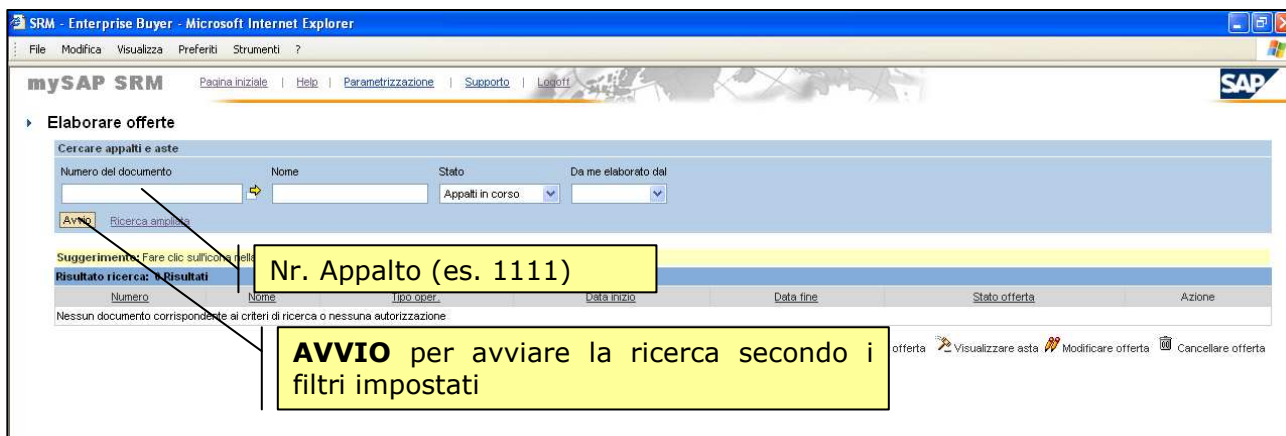 SRM - Enterprise Buyer - Microsoft Internet Explorer
File Modifica Visualizza Preferiti Strumenti ?
mySAP SRM Pagina iniziale | Help | Parametrizzazione | Supporto | Logoff SAP
Elaborare offerte
Cercare appalti e aste
Numero del documento Nome Stato Da me elaborato dal
Appalti in corso
Avvio Ricerca ampliata
Suggerimento: Fare clic sull'icona nella
Nr. Appalto (es. 1111)
Risultato ricerca: 0 Risultati
Numero Nome Tipo oper. Data inizio Data fine Stato offerta Azione
Nessun documento corrispondente ai criteri di ricerca o nessuna autorizzazione
AVVIO per avviare la ricerca secondo i
filtri impostati
offerta Visualizzare asta Modificare offerta Cancellare offerta